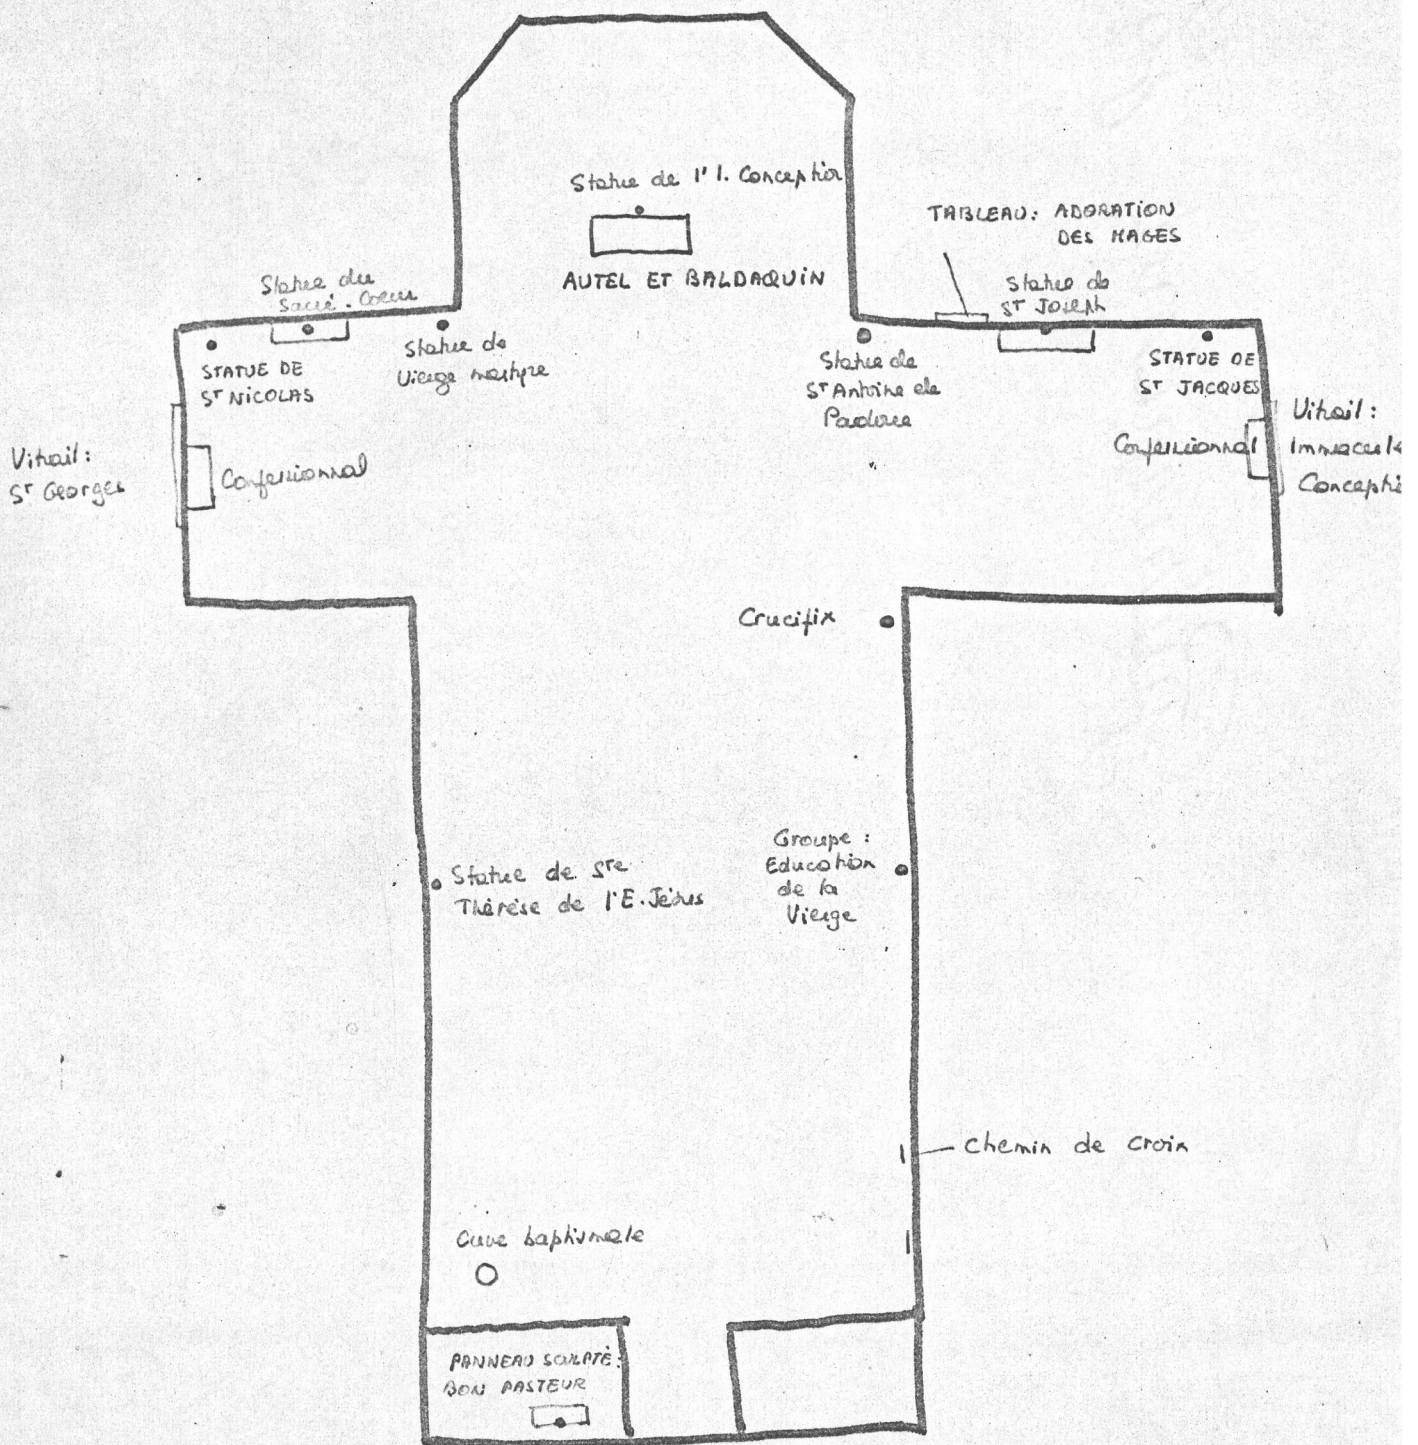 Statue de l'I. Conception
AUTEL ET BALDAQUIN
TABLEAU: ADORATION
DES MAGES
Statue du
Sacré-Coeur
Statue de
ST JOSEPH
STATUE DE
ST NICOLAS
Statue de
Vierge martyre
Statue de
ST Antoine de
Padoue
STATUE DE
ST JACQUES
Vitrail:
ST Georges
Confessionnal
Confessionnal
Vitrail:
Immacule
Conceptio
Crucifix
Statue de Ste
Thérèse de l'E.Jésus
Groupe:
Education
de la
Vierge
Chemin de Croix
Cuve baptismale
PANNEAU SCULPTÉ:
BON PASTEUR